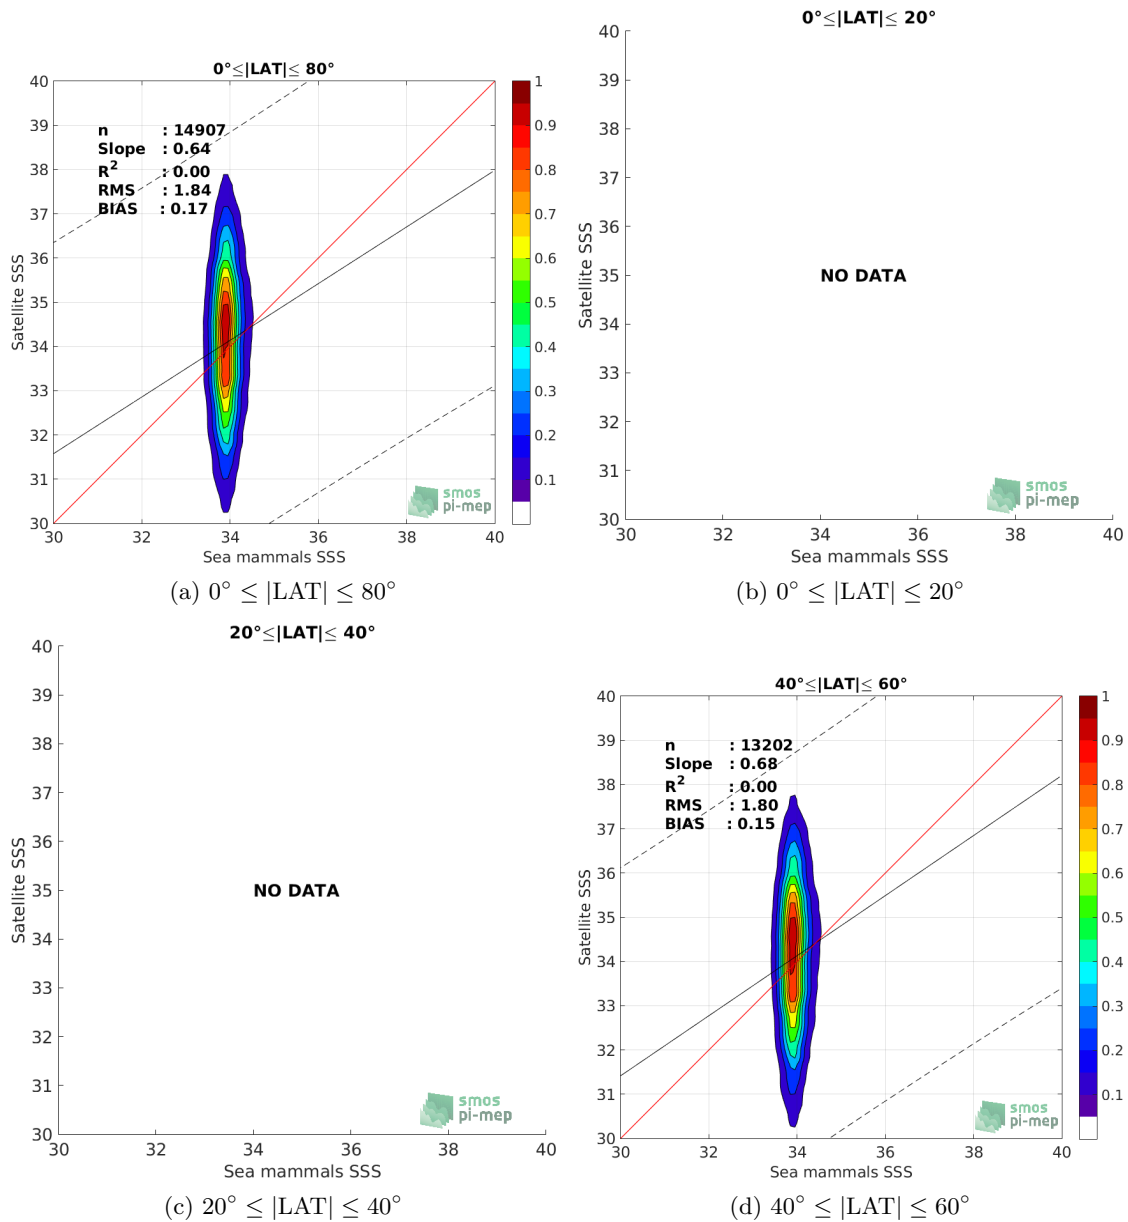 0°≤|LAT|≤ 80°
40
39
38
37
36
35
34
33
32
31
30
Satellite SSS
n : 14907
Slope : 0.64
R² : 0.00
RMS : 1.84
BIAS : 0.17
smos
pi-mep
30 32 34 36 38 40
Sea mammals SSS
1
0.9
0.8
0.7
0.6
0.5
0.4
0.3
0.2
0.1
(a) 0° ≤ |LAT| ≤ 80°
0°≤|LAT|≤ 20°
40
39
38
37
36
35
34
33
32
31
30
Satellite SSS
NO DATA
smos
pi-mep
30 32 34 36 38 40
Sea mammals SSS
(b) 0° ≤ |LAT| ≤ 20°
20°≤|LAT|≤ 40°
40
39
38
37
36
35
34
33
32
31
30
Satellite SSS
NO DATA
smos
pi-mep
30 32 34 36 38 40
Sea mammals SSS
(c) 20° ≤ |LAT| ≤ 40°
40°≤|LAT|≤ 60°
40
39
38
37
36
35
34
33
32
31
30
Satellite SSS
n : 13202
Slope : 0.68
R² : 0.00
RMS : 1.80
BIAS : 0.15
smos
pi-mep
30 32 34 36 38 40
Sea mammals SSS
1
0.9
0.8
0.7
0.6
0.5
0.4
0.3
0.2
0.1
(d) 40° ≤ |LAT| ≤ 60°